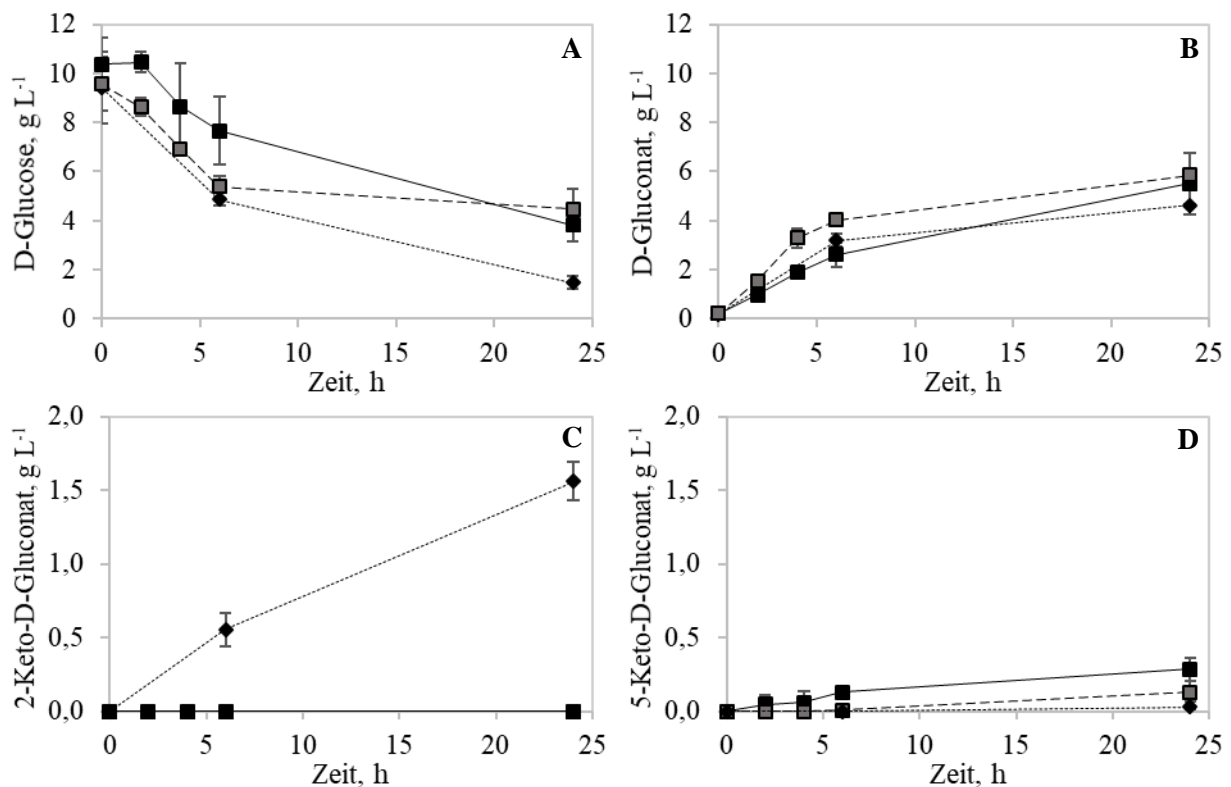 A
D-Glucose, g L-1
12
10
8
6
4
2
0
0 5 10 15 20 25
Zeit, h
B
D-Gluconat, g L-1
12
10
8
6
4
2
0
0 5 10 15 20 25
Zeit, h
C
2-Keto-D-Gluconat, g L-1
2,0
1,5
1,0
0,5
0,0
0 5 10 15 20 25
Zeit, h
D
5-Keto-D-Gluconat, g L-1
2,0
1,5
1,0
0,5
0,0
0 5 10 15 20 25
Zeit, h